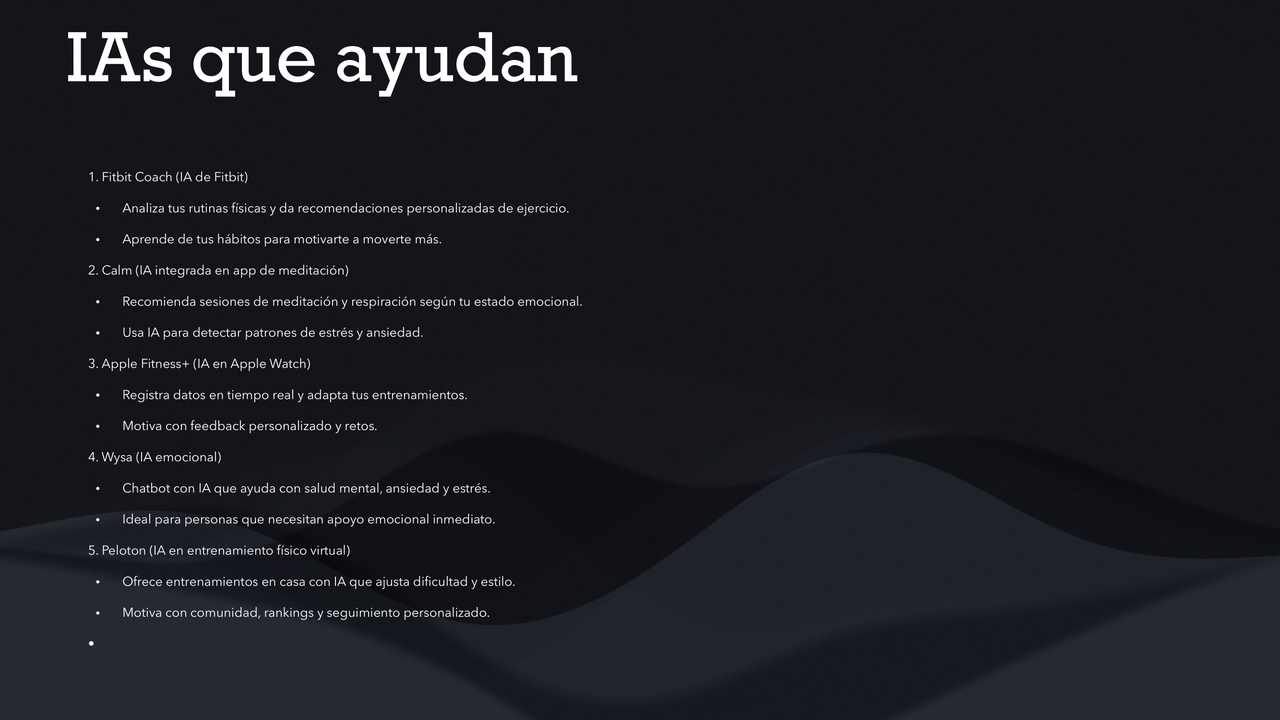 IAs que ayudan
1. Fitbit Coach (IA de Fitbit)
• Analiza tus rutinas físicas y da recomendaciones personalizadas de ejercicio.
• Aprende de tus hábitos para motivarte a moverte más.
2. Calm (IA integrada en app de meditación)
• Recomienda sesiones de meditación y respiración según tu estado emocional.
• Usa IA para detectar patrones de estrés y ansiedad.
3. Apple Fitness+ (IA en Apple Watch)
• Registra datos en tiempo real y adapta tus entrenamientos.
• Motiva con feedback personalizado y retos.
4. Wysa (IA emocional)
• Chatbot con IA que ayuda con salud mental, ansiedad y estrés.
• Ideal para personas que necesitan apoyo emocional inmediato.
5. Peloton (IA en entrenamiento físico virtual)
• Ofrece entrenamientos en casa con IA que ajusta dificultad y estilo.
• Motiva con comunidad, rankings y seguimiento personalizado.
•